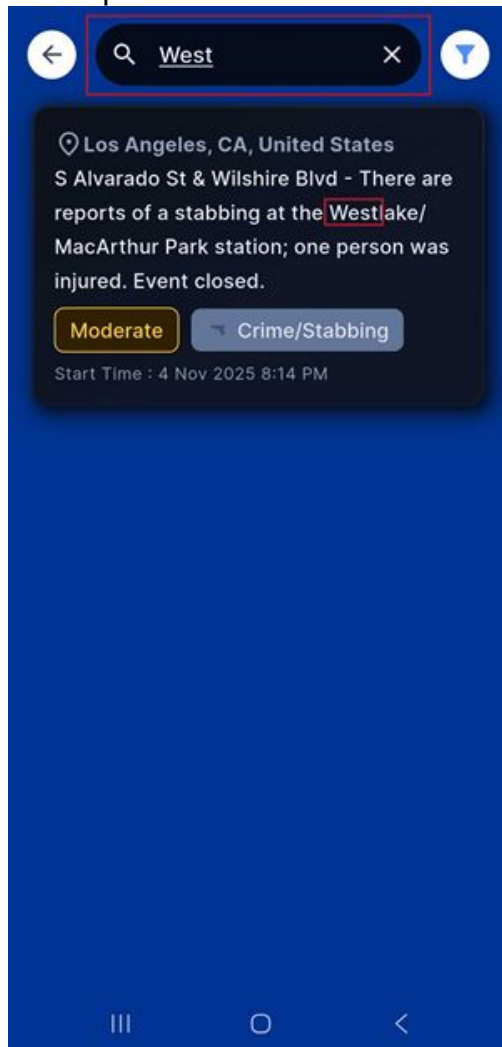 West
Los Angeles, CA, United States
S Alvarado St & Wilshire Blvd - There are
reports of a stabbing at the Westlake/
MacArthur Park station; one person was
injured. Event closed.
Moderate
Crime/Stabbing
Start Time : 4 Nov 2025 8:14 PM